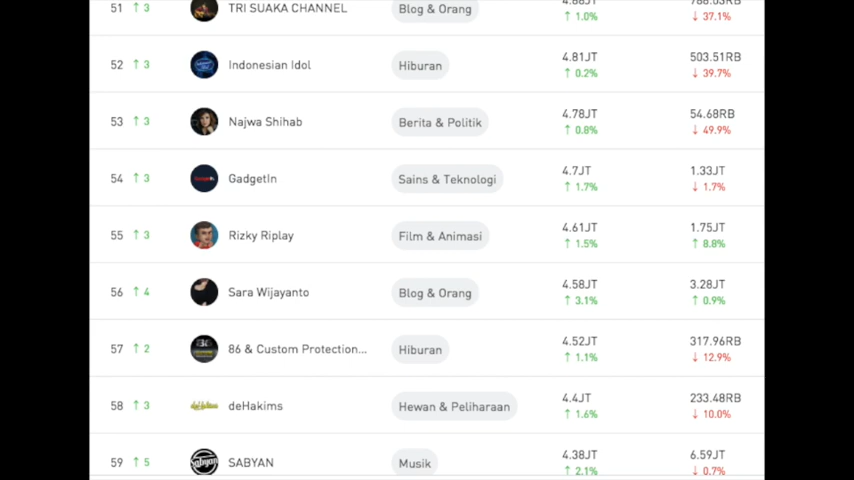 51 ↑ 3 TRI SUAKA CHANNEL Blog & Orang
↑ 1.0% ↓ 37.1%
52 ↑ 3 Indonesian Idol Hiburan 4.81JT 503.51RB
↑ 0.2% ↓ 39.7%
53 ↑ 3 Najwa Shihab Berita & Politik 4.78JT 54.68RB
↑ 0.8% ↓ 49.9%
54 ↑ 3 GadgetIn Sains & Teknologi 4.7JT 1.33JT
↑ 1.7% ↓ 1.7%
55 ↑ 3 Rizky Riplay Film & Animasi 4.61JT 1.75JT
↑ 1.5% ↑ 8.8%
56 ↑ 4 Sara Wijayanto Blog & Orang 4.58JT 3.28JT
↑ 3.1% ↑ 0.9%
57 ↑ 2 86 & Custom Protection... Hiburan 4.52JT 317.96RB
↑ 1.1% ↓ 12.9%
58 ↑ 3 deHakims Hewan & Peliharaan 4.4JT 233.48RB
↑ 1.6% ↓ 10.0%
59 ↑ 5 SABYAN Musik 4.38JT 6.59JT
↑ 2.1% ↓ 0.7%